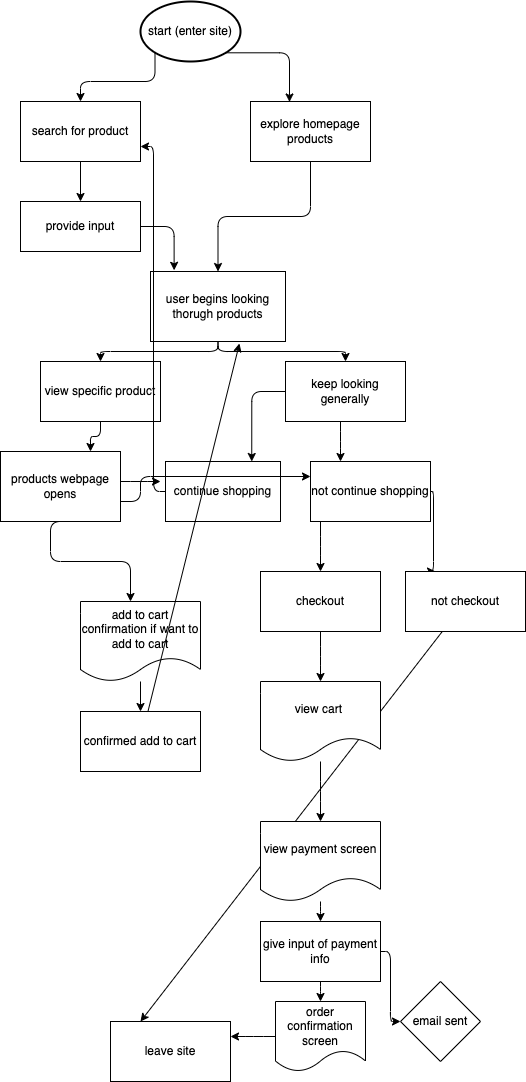 start (enter site)
search for product
explore homepage
products
provide input
user begins looking
thorugh products
view specific product
keep looking
generally
products webpage
opens
continue shopping
not continue shopping
add to cart
confirmation if want to
add to cart
checkout
not checkout
confirmed add to cart
view cart
view payment screen
give input of payment
info
order
confirmation
screen
email sent
leave site